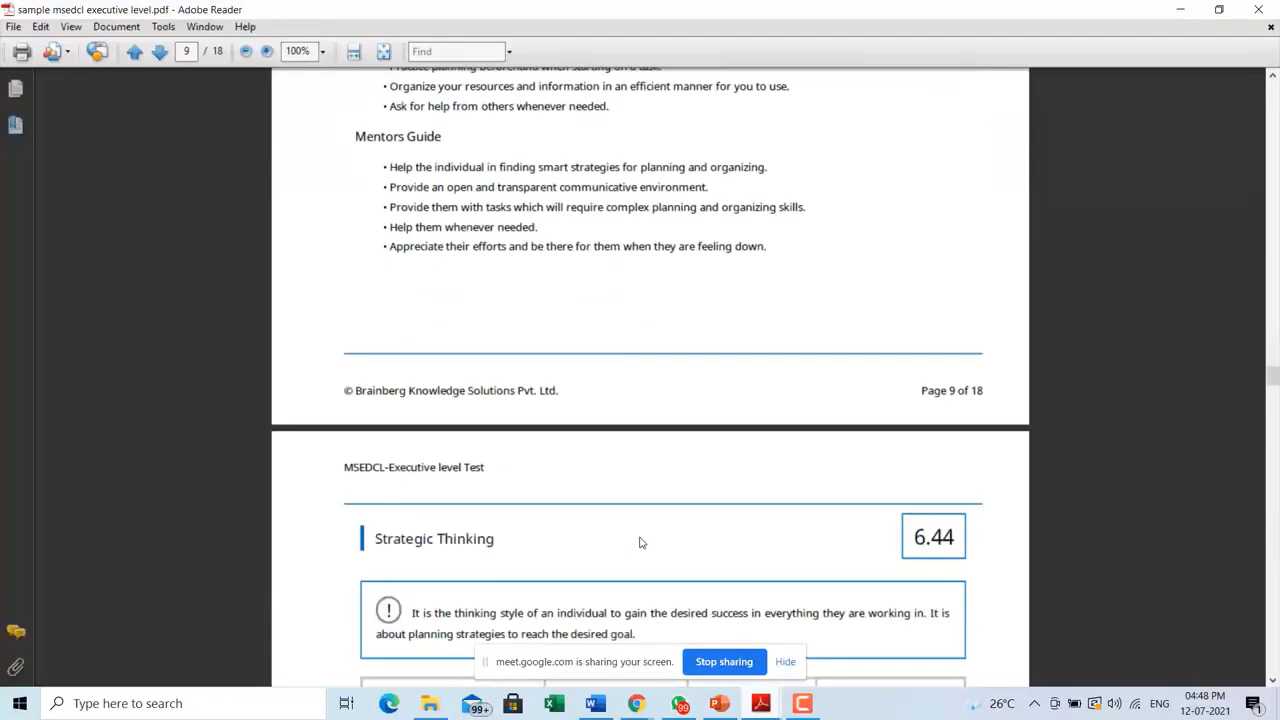 sample msedcl executive level.pdf - Adobe Reader
File Edit View Document Tools Window Help
9 / 18 100% Find
• Practice planning beforehand when starting on a task.
• Organize your resources and information in an efficient manner for you to use.
• Ask for help from others whenever needed.
Mentors Guide
• Help the individual in finding smart strategies for planning and organizing.
• Provide an open and transparent communicative environment.
• Provide them with tasks which will require complex planning and organizing skills.
• Help them whenever needed.
• Appreciate their efforts and be there for them when they are feeling down.
© Brainberg Knowledge Solutions Pvt. Ltd. Page 9 of 18
MSEDCL-Executive level Test
Strategic Thinking 6.44
It is the thinking style of an individual to gain the desired success in everything they are working in. It is
about planning strategies to reach the desired goal.
meet.google.com is sharing your screen. Stop sharing Hide
Type here to search 99+ 99 26°C ENG 04:48 PM
12-07-2021